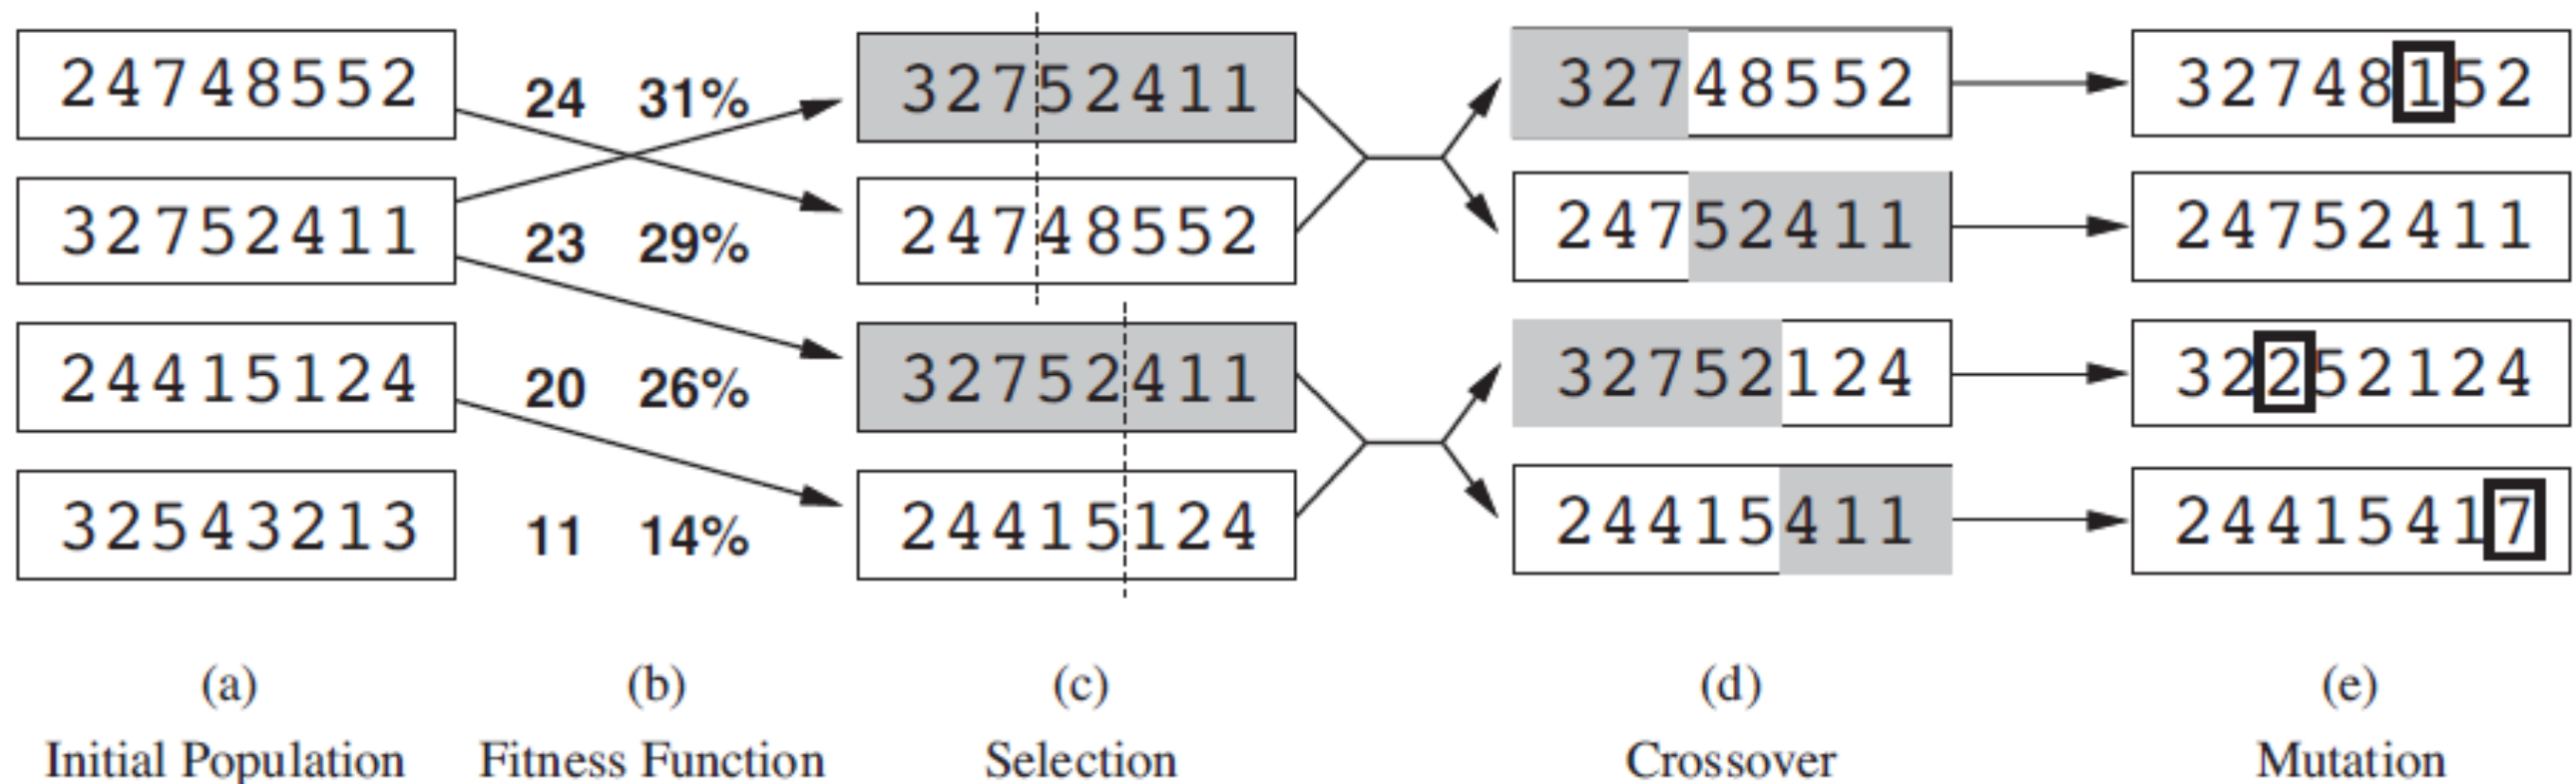 24748552 24 31% 32752411 32748552 32748152
32752411 23 29% 24748552 24752411 24752411
24415124 20 26% 32752411 32752124 32252124
32543213 11 14% 24415124 24415411 24415417
(a) (b) (c) (d) (e)
Initial Population Fitness Function Selection Crossover Mutation